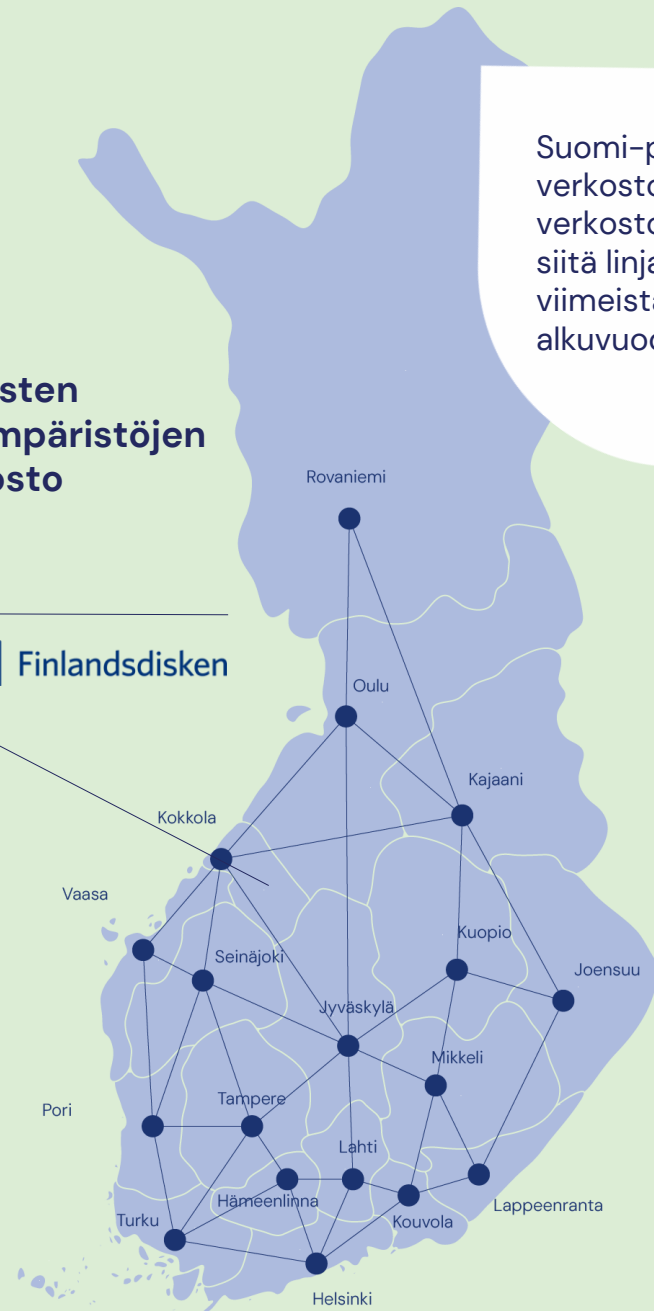 Suomi-p
verkosto
verkosto
siitä linja
viimeistä
alkuvuod
sten
mpäristöjen
osto
Finlandsdisken
Rovaniemi
Oulu
Kajaani
Kokkola
Vaasa
Seinäjoki
Kuopio
Joensuu
Jyväskylä
Mikkeli
Pori
Tampere
Lahti
Hämeenlinna
Lappeenranta
Turku
Kouvola
Helsinki